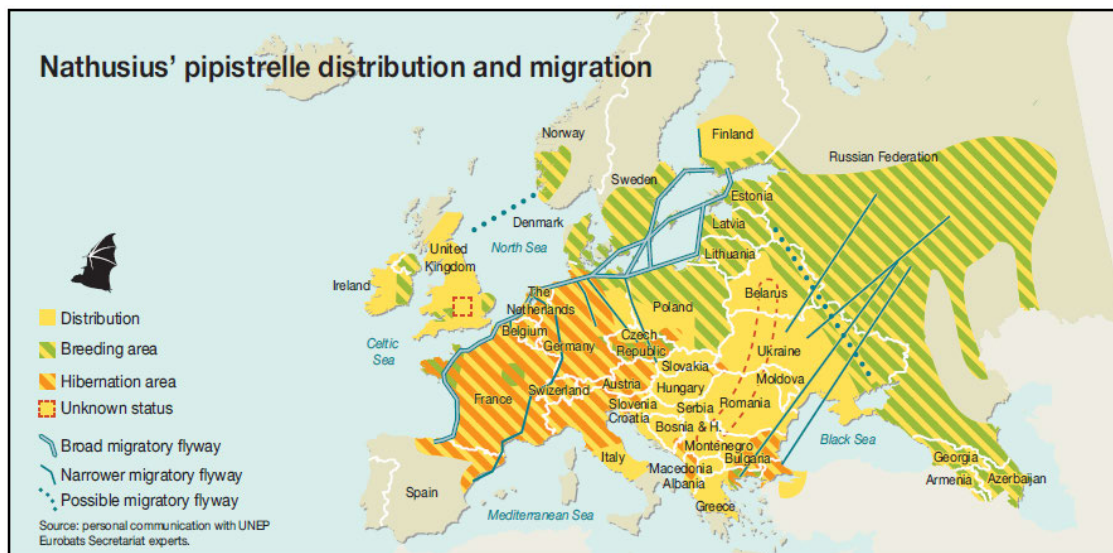 Nathusius’ pipistrelle distribution and migration
Norway
Finland
Russian Federation
Sweden
Estonia
Denmark
Latvia
North Sea
United
Kingdom
Lithuania
Ireland
The
Netherlands
Belarus
Poland
Distribution
Belgium
Germany
Czech
Republic
Celtic
Sea
Breeding area
Ukraine
Slovakia
Hibernation area
Moldova
France
Swizerland
Austria
Hungary
Unknown status
Slovenia
Croatia
Serbia
Romania
Bosnia & H.
Broad migratory flyway
Black Sea
Montenegro
Bulgaria
Narrower migratory flyway
Italy
Georgia
Macedonia
Spain
Albania
Armenia
Azerbaijan
Possible migratory flyway
Greece
Mediterranean Sea
Source: personal communication with UNEP
Eurobats Secretariat experts.